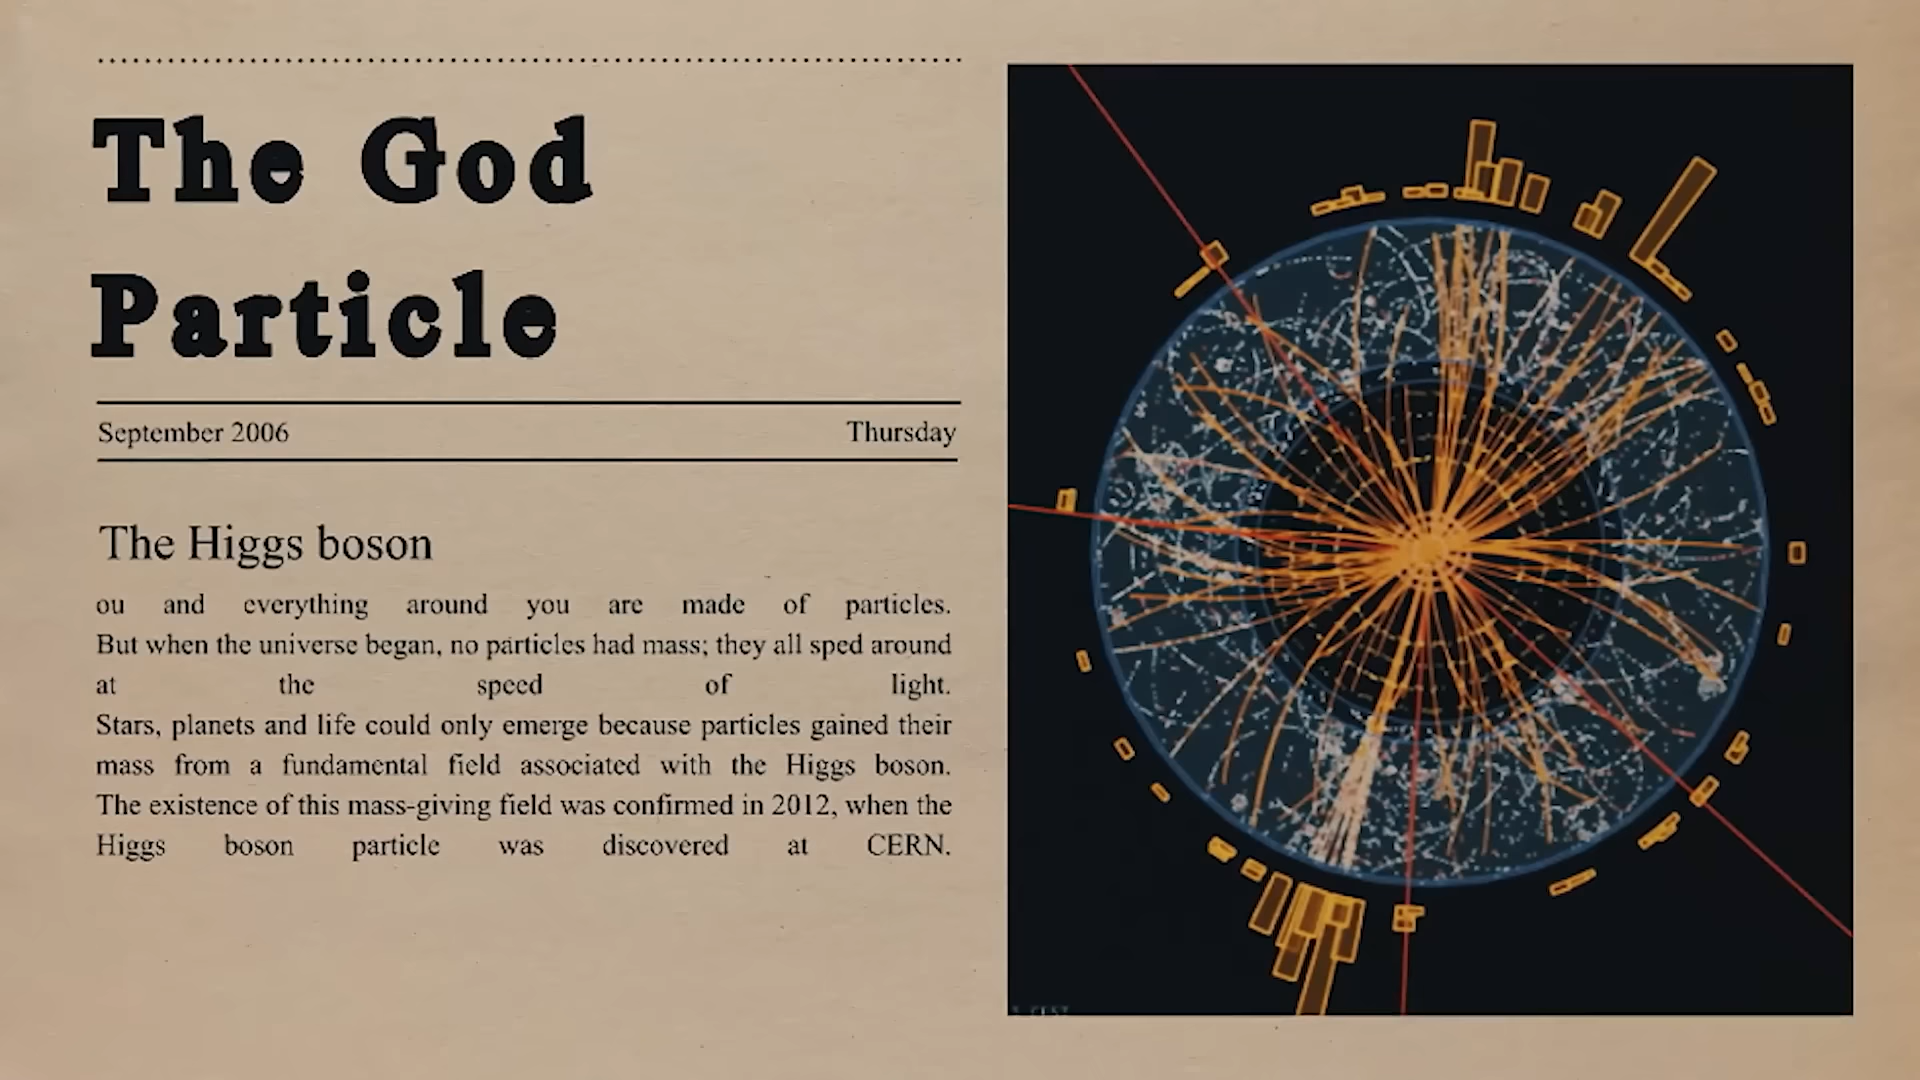 The God
Particle
September 2006 Thursday
The Higgs boson
ou and everything around you are made of particles.
But when the universe began, no particles had mass; they all sped around
at the speed of light.
Stars, planets and life could only emerge because particles gained their
mass from a fundamental field associated with the Higgs boson.
The existence of this mass-giving field was confirmed in 2012, when the
Higgs boson particle was discovered at CERN.